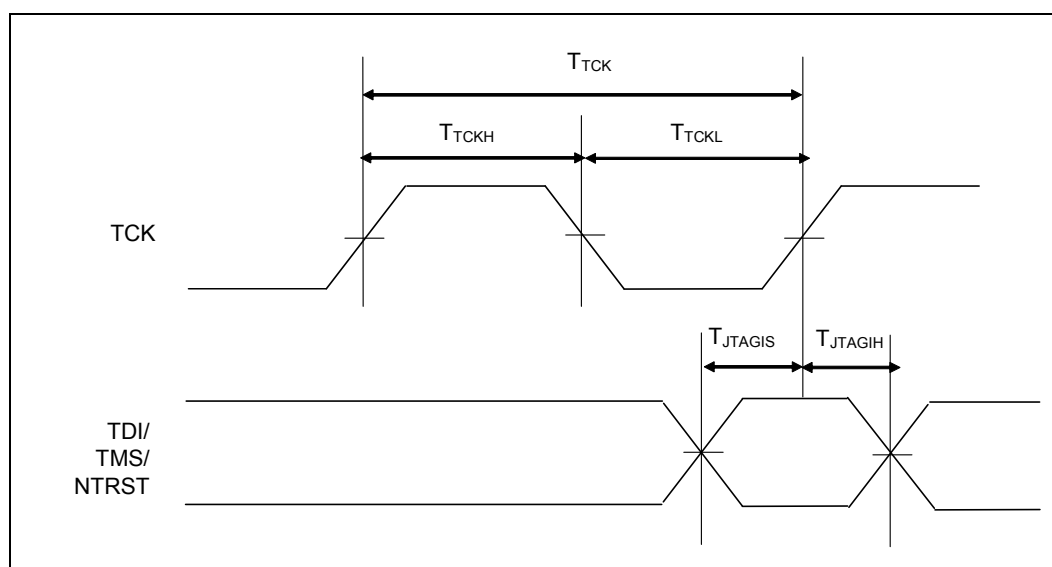 TTCK
TTCKH
TTCKL
TCK
TJTAGIS
TJTAGIH
TDI/
TMS/
NTRST